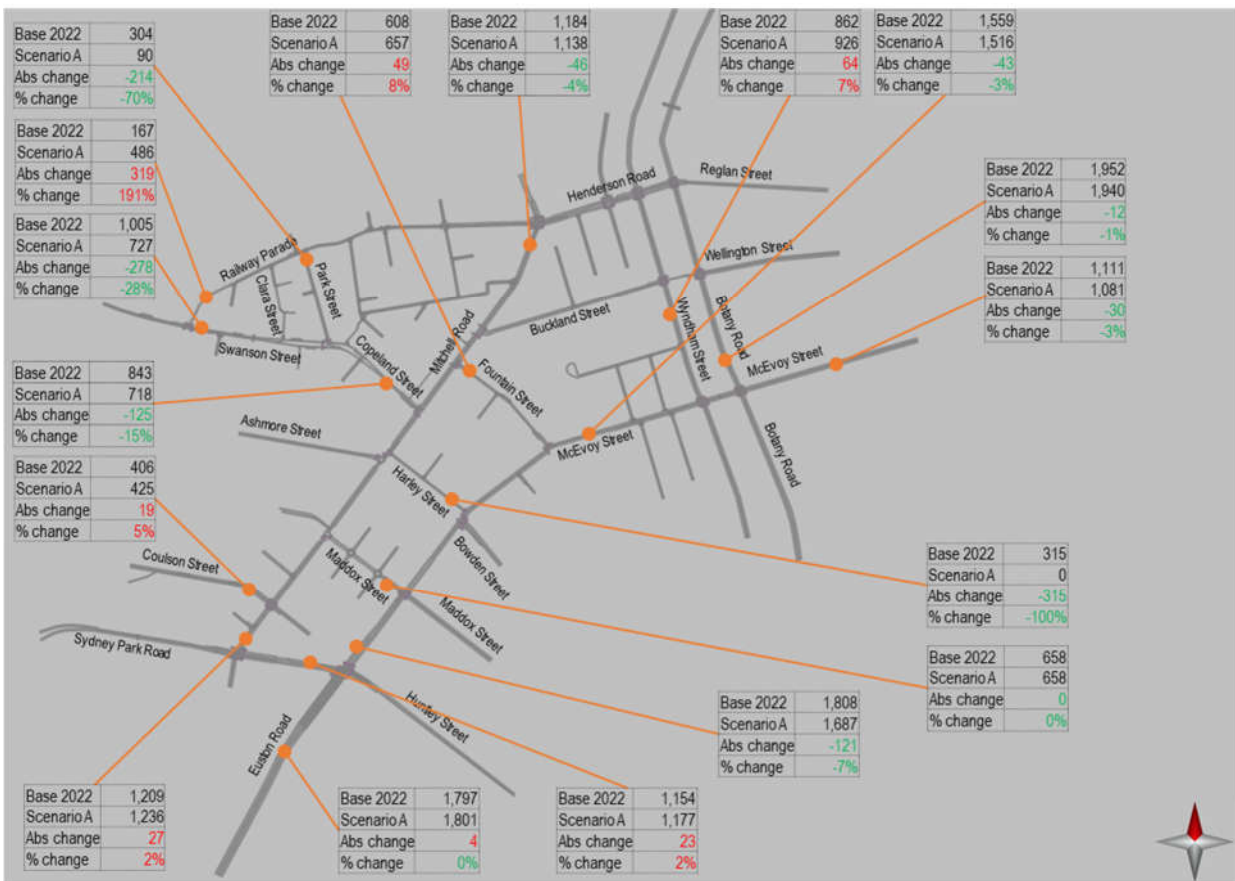 Base 2022 304
Scenario A 90
Abs change -214
% change -70%
Base 2022 608
Scenario A 657
Abs change 49
% change 8%
Base 2022 1,184
Scenario A 1,138
Abs change -46
% change -4%
Base 2022 862
Scenario A 926
Abs change 64
% change 7%
Base 2022 1,559
Scenario A 1,516
Abs change -43
% change -3%
Base 2022 167
Scenario A 486
Abs change 319
% change 191%
Base 2022 1,005
Scenario A 727
Abs change -278
% change -28%
Base 2022 1,952
Scenario A 1,940
Abs change -12
% change -1%
Base 2022 1,111
Scenario A 1,081
Abs change -30
% change -3%
Henderson Road
Reglan Street
Railway Parade
Clara Street
Park Street
Wellington Street
Swanson Street
Copeland Street
Mitchell Road
Buckland Street
Wyndham Street
Botany Road
Fountain Street
McEvoy Street
Base 2022 843
Scenario A 718
Abs change -125
% change -15%
Ashmore Street
McEvoy Street
Botany Road
Base 2022 406
Scenario A 425
Abs change 19
% change 5%
Harley Street
Coulson Street
Maddox Street
Bowden Street
Maddox Street
Base 2022 315
Scenario A 0
Abs change -315
% change -100%
Sydney Park Road
Base 2022 658
Scenario A 658
Abs change 0
% change 0%
Huntley Street
Euston Road
Base 2022 1,808
Scenario A 1,687
Abs change -121
% change -7%
Base 2022 1,209
Scenario A 1,236
Abs change 27
% change 2%
Base 2022 1,797
Scenario A 1,801
Abs change 4
% change 0%
Base 2022 1,154
Scenario A 1,177
Abs change 23
% change 2%